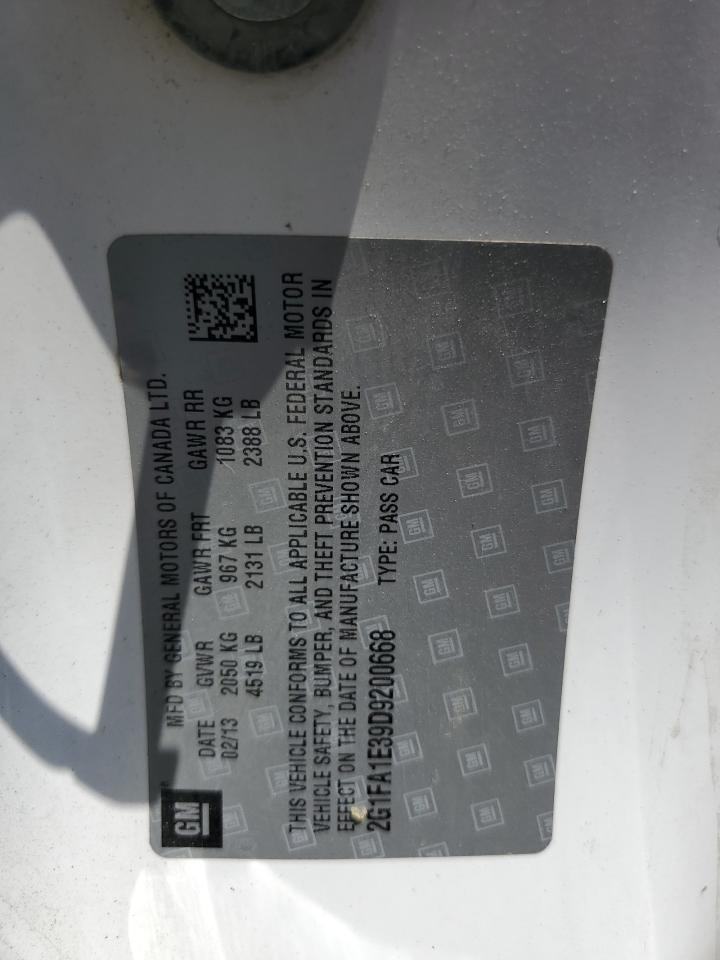 GM
MFD BY GENERAL MOTORS OF CANADA LTD.
DATE GVWR GAWR FRT GAWR RR
02/13 2050 KG 967 KG 1083 KG
4519 LB 2131 LB 2388 LB
THIS VEHICLE CONFORMS TO ALL APPLICABLE U.S. FEDERAL MOTOR
VEHICLE SAFETY, BUMPER, AND THEFT PREVENTION STANDARDS IN
EFFECT ON THE DATE OF MANUFACTURE SHOWN ABOVE.
2G1FA1E39D9200668 TYPE: PASS CAR